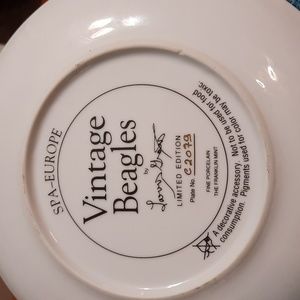 SPA-EUROPE
Vintage
Beagles
by
LIMITED EDITION
Plate No. C2079
FINE PORCELAIN
THE FRANKLIN MINT
A decorative accessory. Not to be used for food
consumption. Pigments used for color may be toxic.